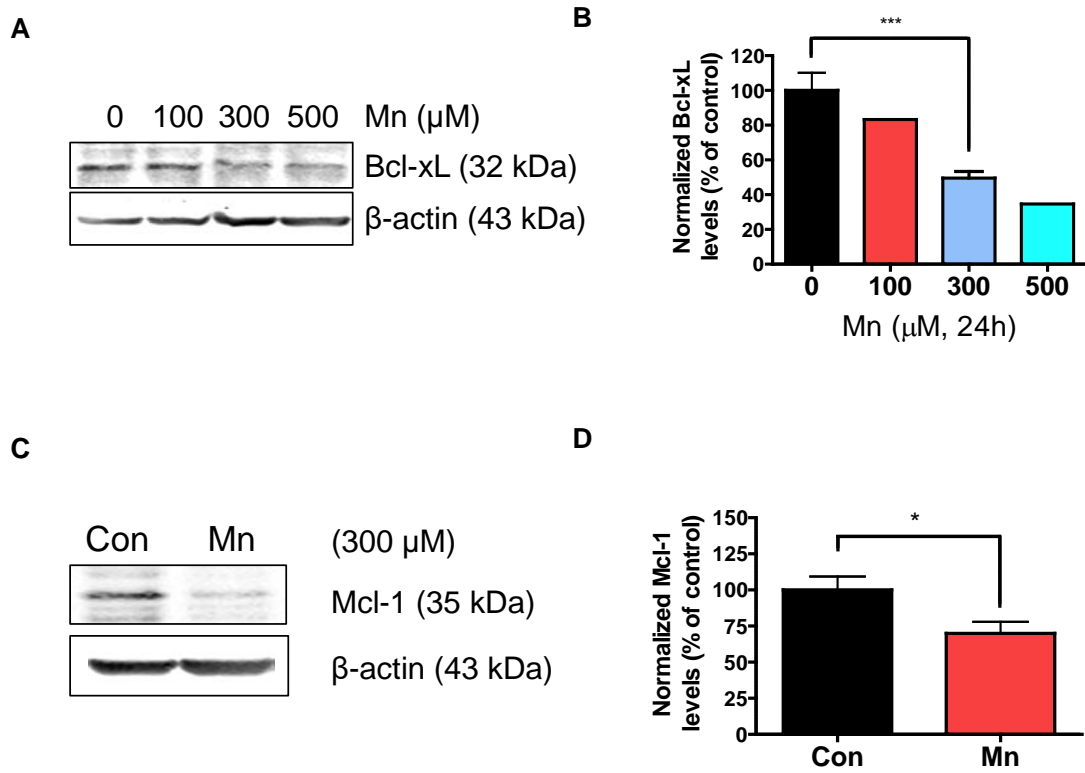 A
0 100 300 500 Mn (µM)
Bcl-xL (32 kDa)
β-actin (43 kDa)
B
***
Normalized Bcl-xL
levels (% of control)
120
100
80
60
40
20
0
0 100 300 500
Mn (µM, 24h)
C
Con Mn (300 µM)
Mcl-1 (35 kDa)
β-actin (43 kDa)
D
*
Normalized Mcl-1
levels (% of control)
150
125
100
75
50
25
0
Con Mn